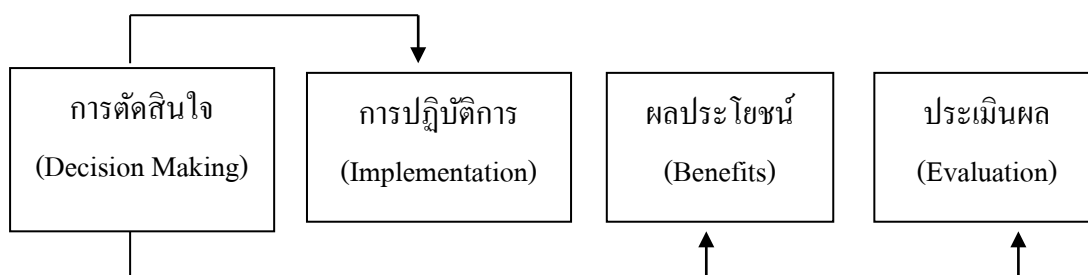 การตัดสินใจ
(Decision Making)
การปฏิบัติการ
(Implementation)
ผลประโยชน์
(Benefits)
ประเมินผล
(Evaluation)